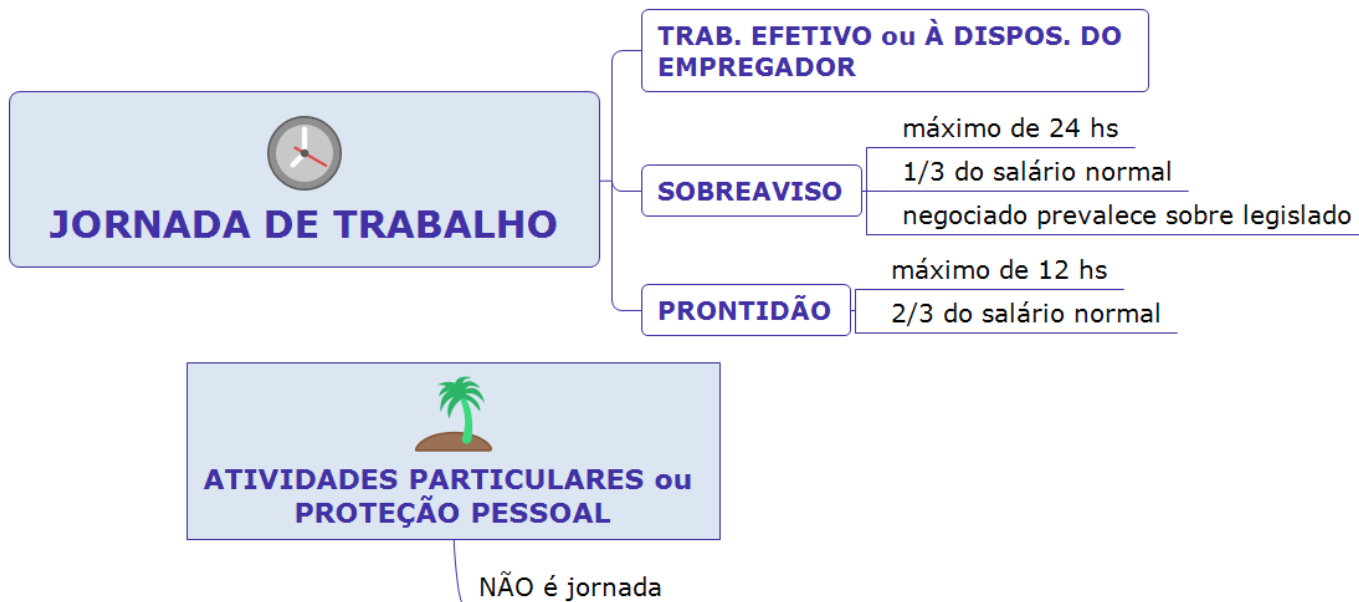 JORNADA DE TRABALHO
TRAB. EFETIVO ou À DISPOS. DO
EMPREGADOR
SOBREAVISO
máximo de 24 hs
1/3 do salário normal
negociado prevalece sobre legislado
PRONTIDÃO
máximo de 12 hs
2/3 do salário normal
ATIVIDADES PARTICULARES ou
PROTEÇÃO PESSOAL
NÃO é jornada